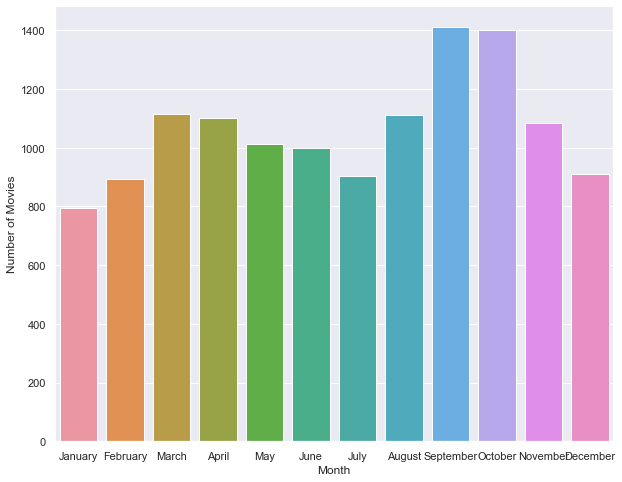 1400
1200
1000
800
600
400
200
0
Number of Movies
January February March April May June July August September October November December
Month